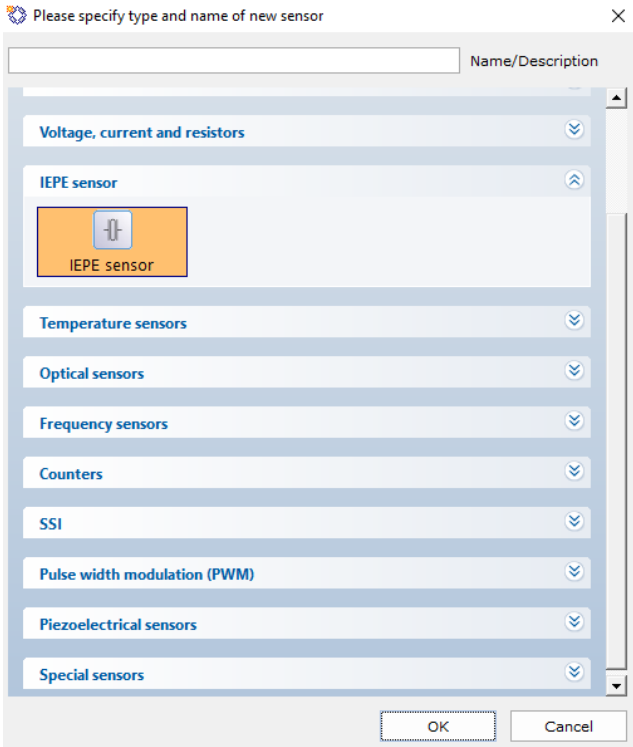 Please specify type and name of new sensor
Name/Description
Voltage, current and resistors
IEPE sensor
IEPE sensor
Temperature sensors
Optical sensors
Frequency sensors
Counters
SSI
Pulse width modulation (PWM)
Piezoelectrical sensors
Special sensors
OK
Cancel